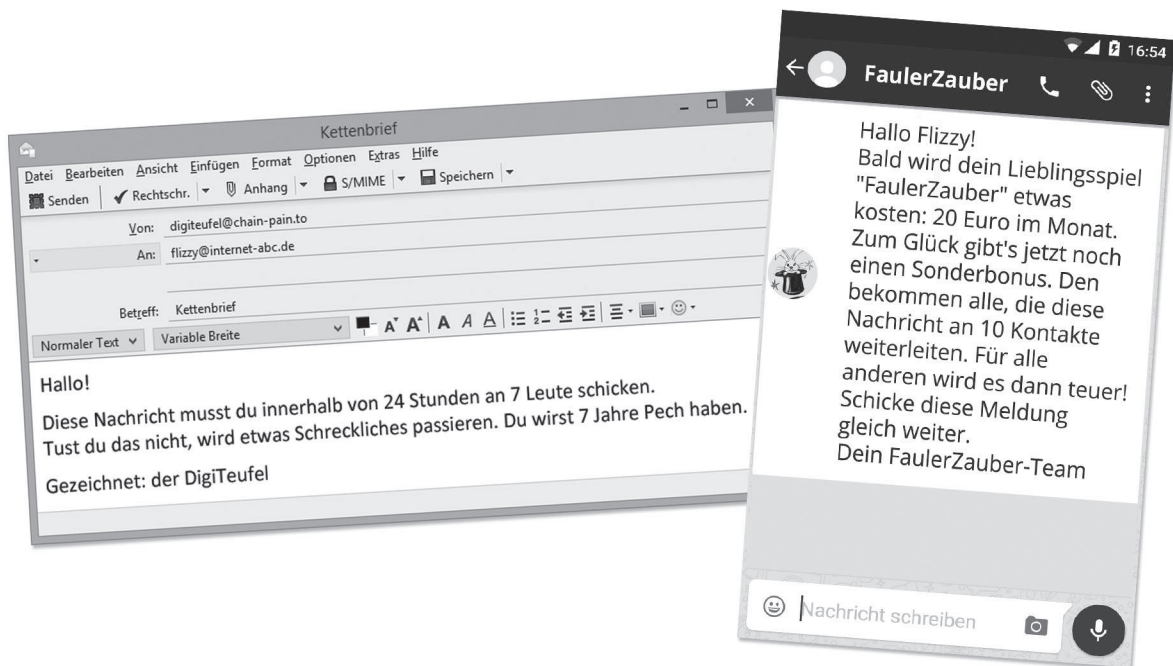 Kettenbrief
Datei Bearbeiten Ansicht Einfügen Format Optionen Extras Hilfe
Senden Rechtschr. Anhang S/MIME Speichern
Von: digiteufel@chain-pain.to
An: flizzy@internet-abc.de
Betreff: Kettenbrief
Normaler Text Variable Breite
Hallo!
Diese Nachricht musst du innerhalb von 24 Stunden an 7 Leute schicken.
Tust du das nicht, wird etwas Schreckliches passieren. Du wirst 7 Jahre Pech haben.
Gezeichnet: der DigiTeufel
16:54
FaulerZauber
Hallo Flizzy!
Bald wird dein Lieblingsspiel
"FaulerZauber" etwas
kosten: 20 Euro im Monat.
Zum Glück gibt's jetzt noch
einen Sonderbonus. Den
bekommen alle, die diese
Nachricht an 10 Kontakte
weiterleiten. Für alle
anderen wird es dann teuer!
Schicke diese Meldung
gleich weiter.
Dein FaulerZauber-Team
Nachricht schreiben